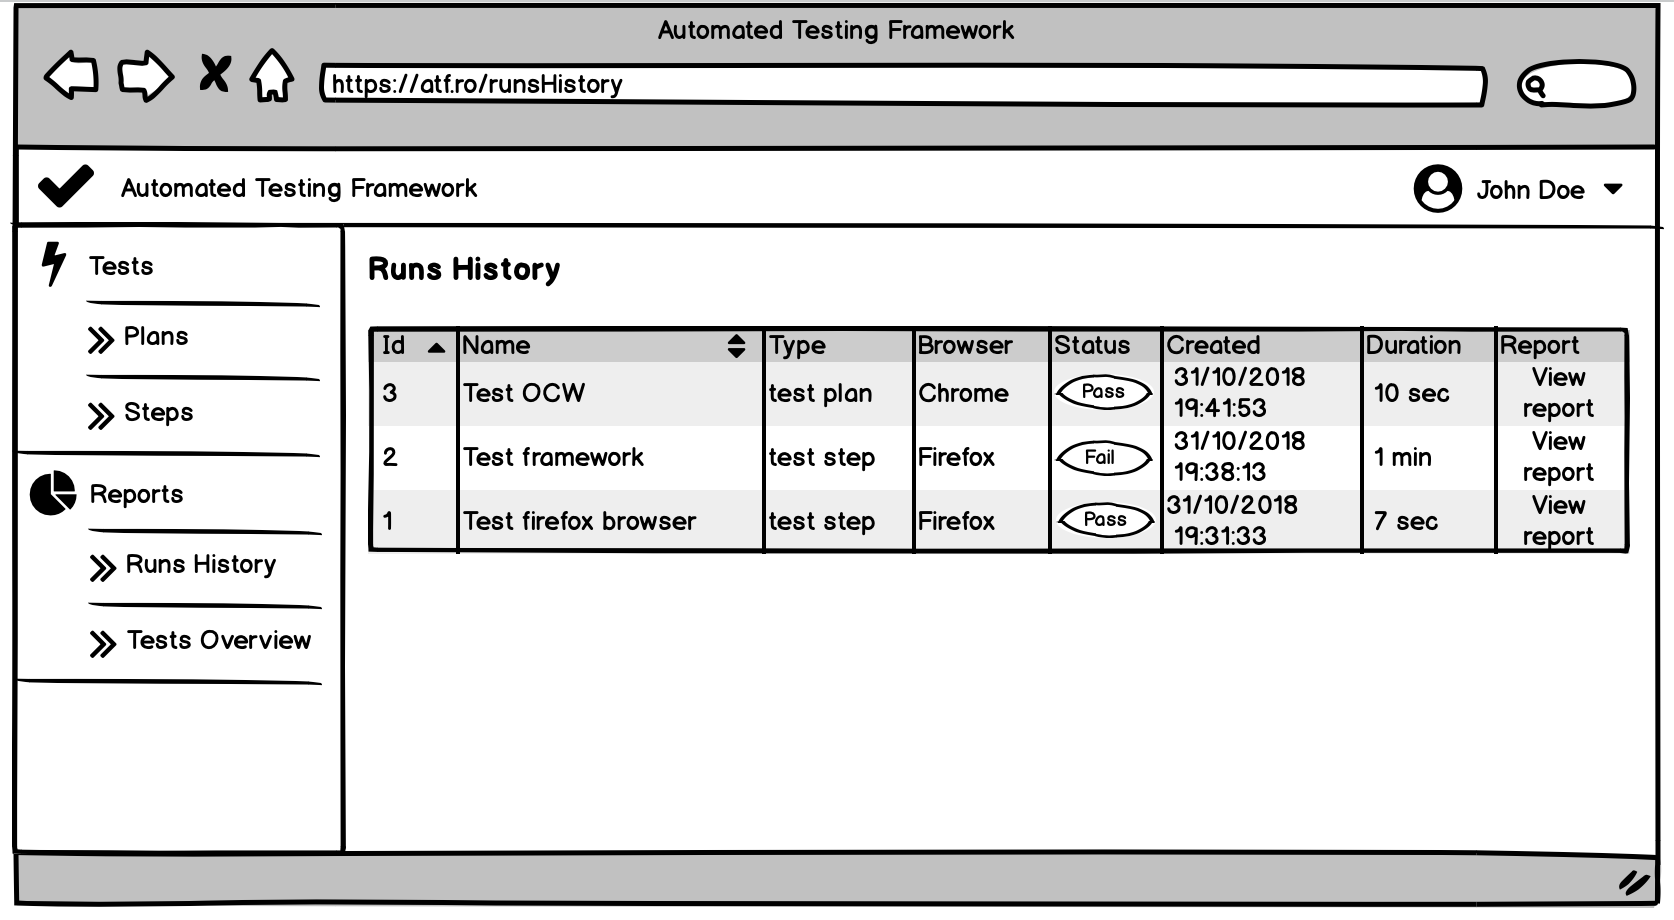 Automated Testing Framework
https://atf.ro/runsHistory
Automated Testing Framework
John Doe
Tests
Plans
Steps
Reports
Runs History
Tests Overview
Runs History
Id Name Type Browser Status Created Duration Report
3 Test OCW test plan Chrome Pass 31/10/2018 19:41:53 10 sec View report
2 Test framework test step Firefox Fail 31/10/2018 19:38:13 1 min View report
1 Test firefox browser test step Firefox Pass 31/10/2018 19:31:33 7 sec View report